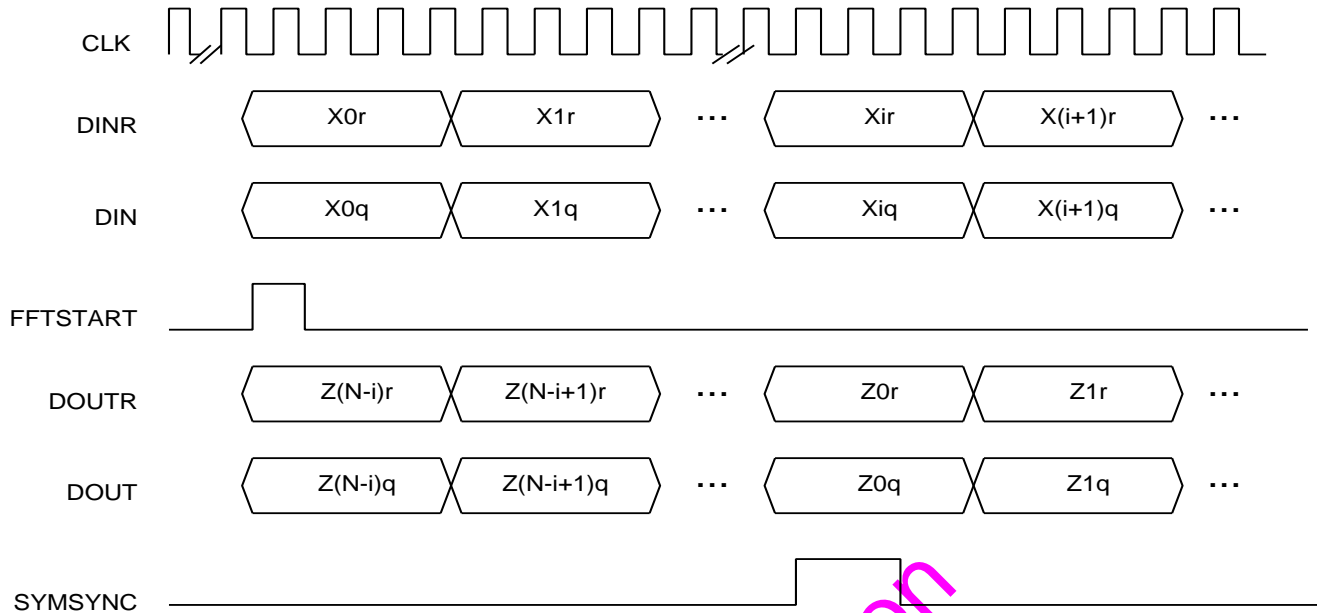 CLK
DINR X0r X1r ... Xir X(i+1)r ...
DIN X0q X1q ... Xiq X(i+1)q ...
FFTSTART
DOUTR Z(N-i)r Z(N-i+1)r ... Z0r Z1r ...
DOUT Z(N-i)q Z(N-i+1)q ... Z0q Z1q ...
SYMSYNC